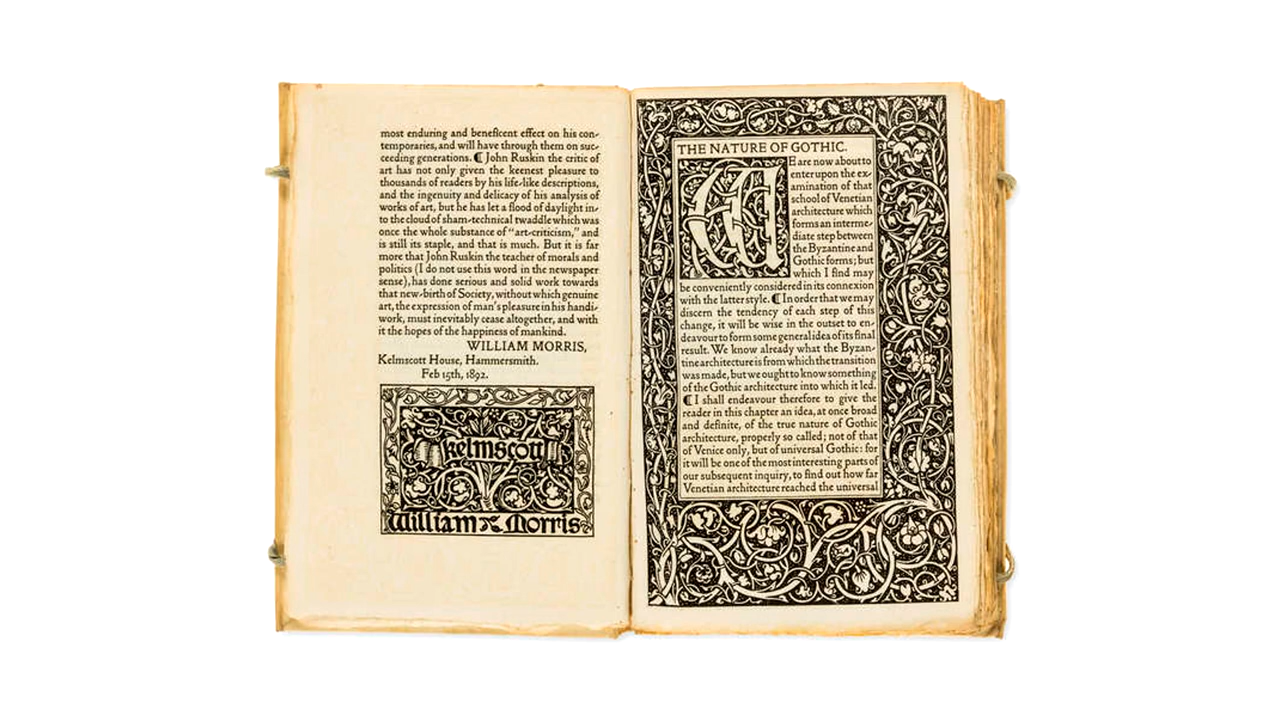 most enduring and beneficent effect on his con-
temporaries, and will have through them on suc-
ceeding generations. ¶ John Ruskin the critic of
art has not only given the keenest pleasure to
thousands of readers by his life-like descriptions,
and the ingenuity and delicacy of his analysis of
works of art, but he has let a flood of daylight in-
to the cloud of sham-technical twaddle which was
once the whole substance of "art-criticism," and
is still its staple, and that is much. But it is far
more that John Ruskin the teacher of morals and
politics (I do not use this word in the newspaper
sense), has done serious and solid work towards
that new-birth of Society, without which genuine
art, the expression of man's pleasure in his handi-
work, must inevitably cease altogether, and with
it the hopes of the happiness of mankind.
WILLIAM MORRIS,
Kelmscott House, Hammersmith.
Feb 15th, 1892.
kelmscott
William Morris
THE NATURE OF GOTHIC.
WE are now about to
enter upon the ex-
amination of that
school of Venetian
architecture which
forms an interme-
diate step between
the Byzantine and
Gothic forms; but
which I find may
be conveniently considered in its connexion
with the latter style. ¶ In order that we may
discern the tendency of each step of this
change, it will be wise in the outset to en-
deavour to form some general idea of its final
result. We know already what the Byzan-
tine architecture is from which the transition
was made, but we ought to know something
of the Gothic architecture into which it led.
¶ I shall endeavour therefore to give the
reader in this chapter an idea, at once broad
and definite, of the true nature of Gothic
architecture, properly so called; not of that
of Venice only, but of universal Gothic: for
it will be one of the most interesting parts of
our subsequent inquiry, to find out how far
Venetian architecture reached the universal